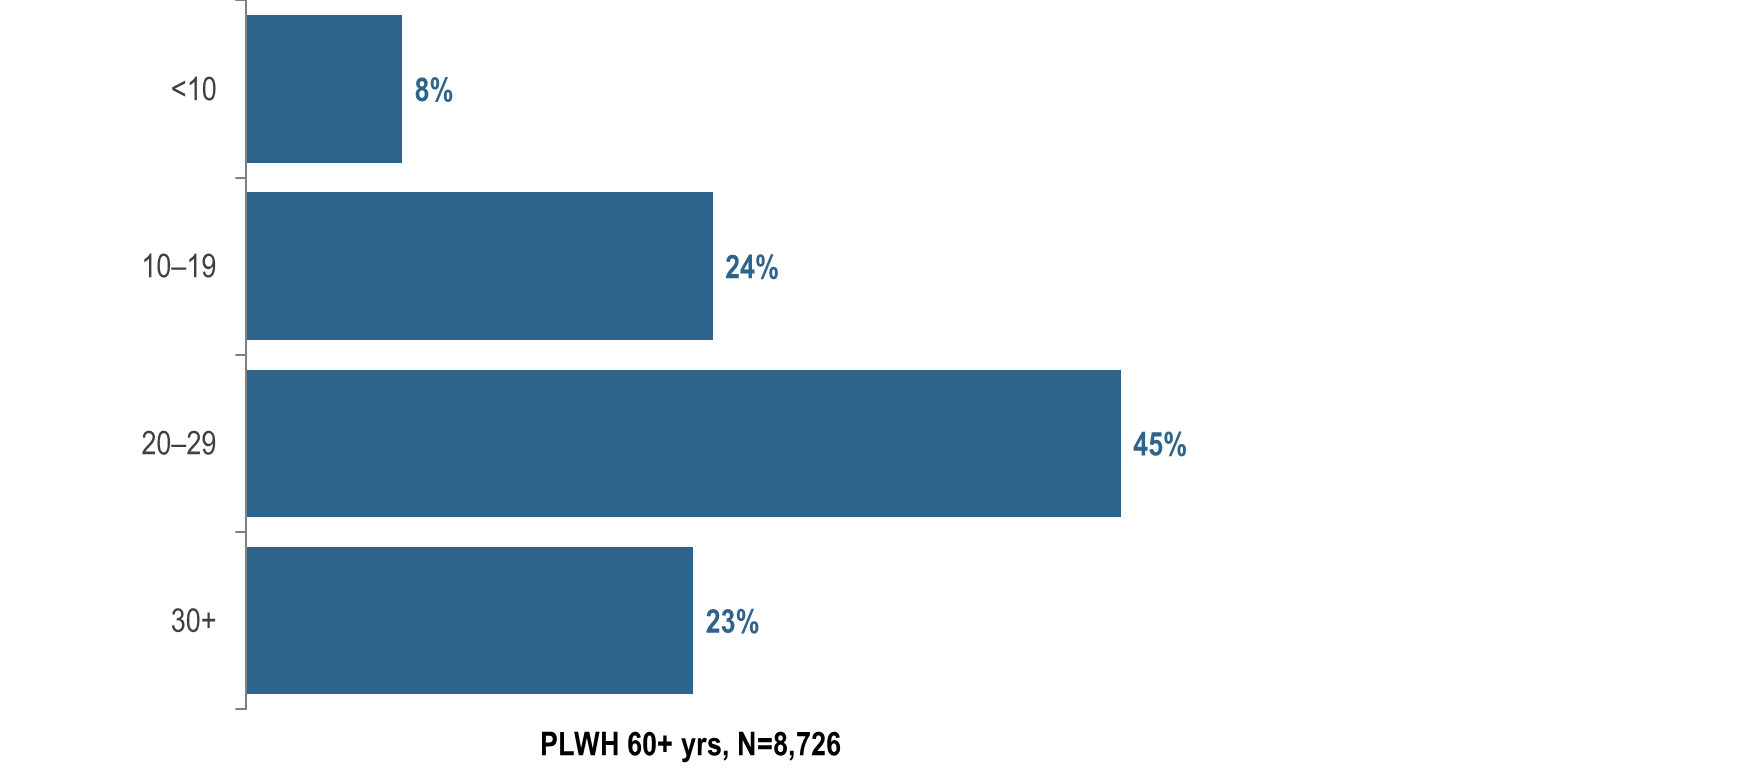 <10 8%
10–19 24%
20–29 45%
30+ 23%
PLWH 60+ yrs, N=8,726